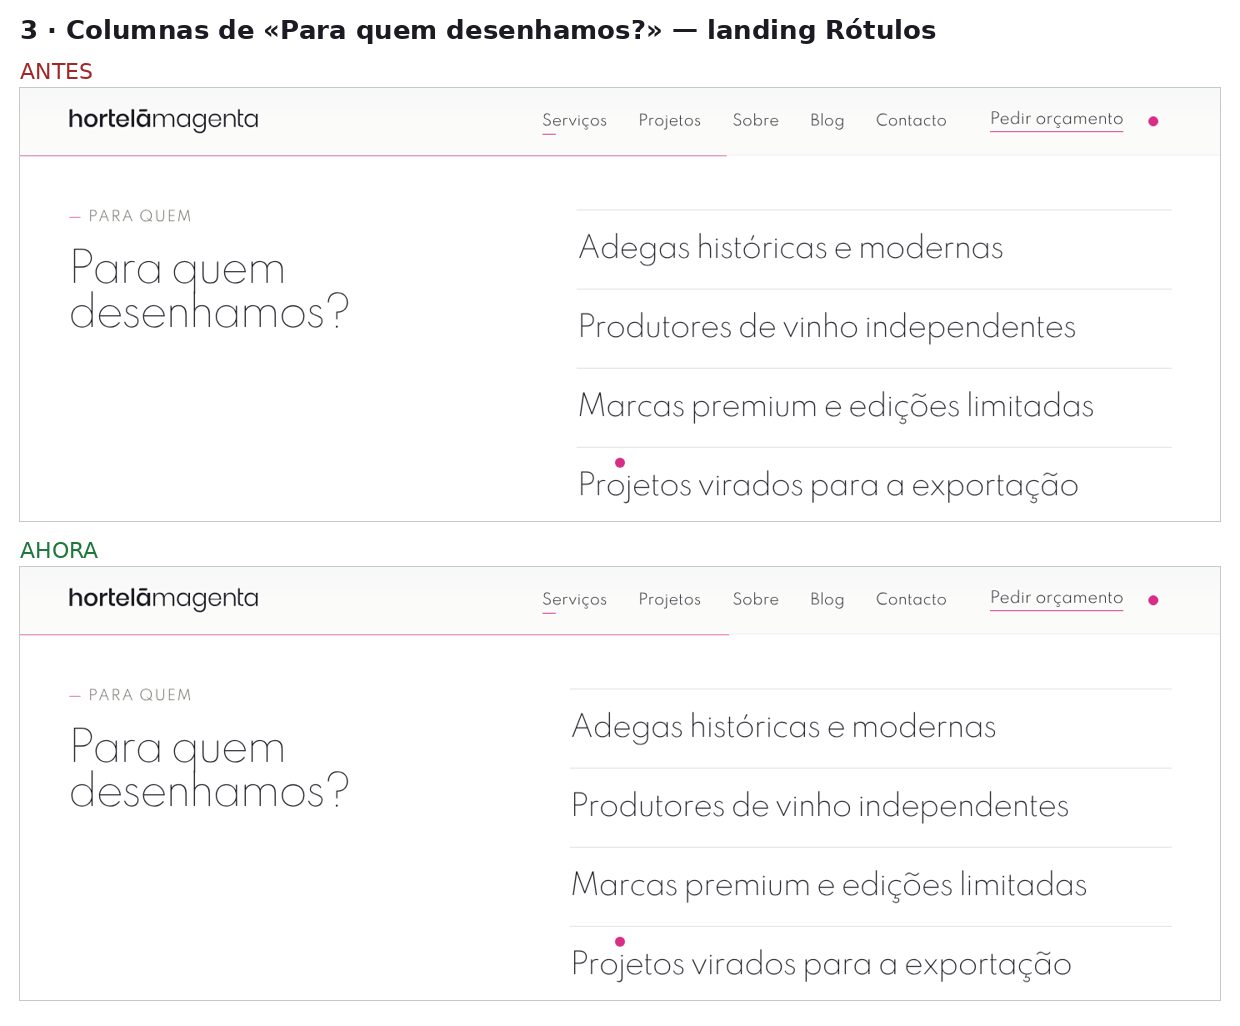 3 · Columnas de «Para quem desenhamos?» — landing Rótulos
ANTES
hortelãmagenta
Serviços Projetos Sobre Blog Contacto Pedir orçamento
— PARA QUEM
Para quem
desenhamos?
Adegas históricas e modernas
Produtores de vinho independentes
Marcas premium e edições limitadas
Projetos virados para a exportação
AHORA
hortelãmagenta
Serviços Projetos Sobre Blog Contacto Pedir orçamento
— PARA QUEM
Para quem
desenhamos?
Adegas históricas e modernas
Produtores de vinho independentes
Marcas premium e edições limitadas
Projetos virados para a exportação